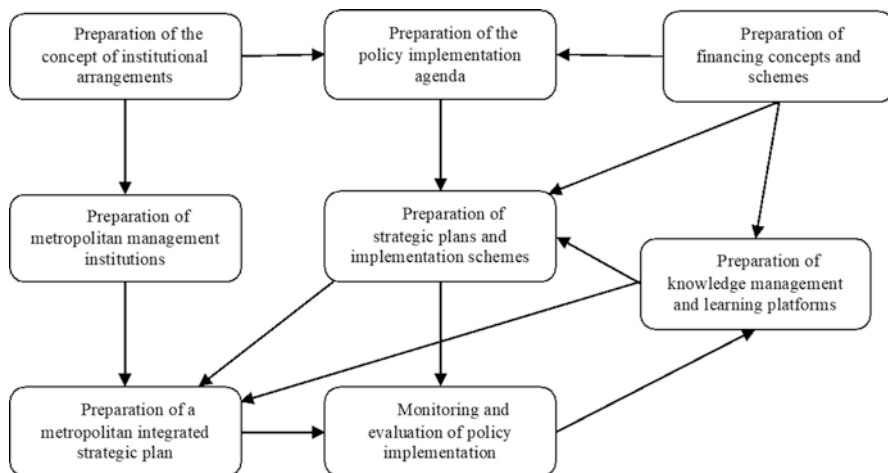 Preparation of the
concept of institutional
arrangements
Preparation of the
policy implementation
agenda
Preparation of
financing concepts and
schemes
Preparation of
metropolitan management
institutions
Preparation of
strategic plans and
implementation schemes
Preparation of
knowledge management
and learning platforms
Preparation of a
metropolitan integrated
strategic plan
Monitoring and
evaluation of policy
implementation